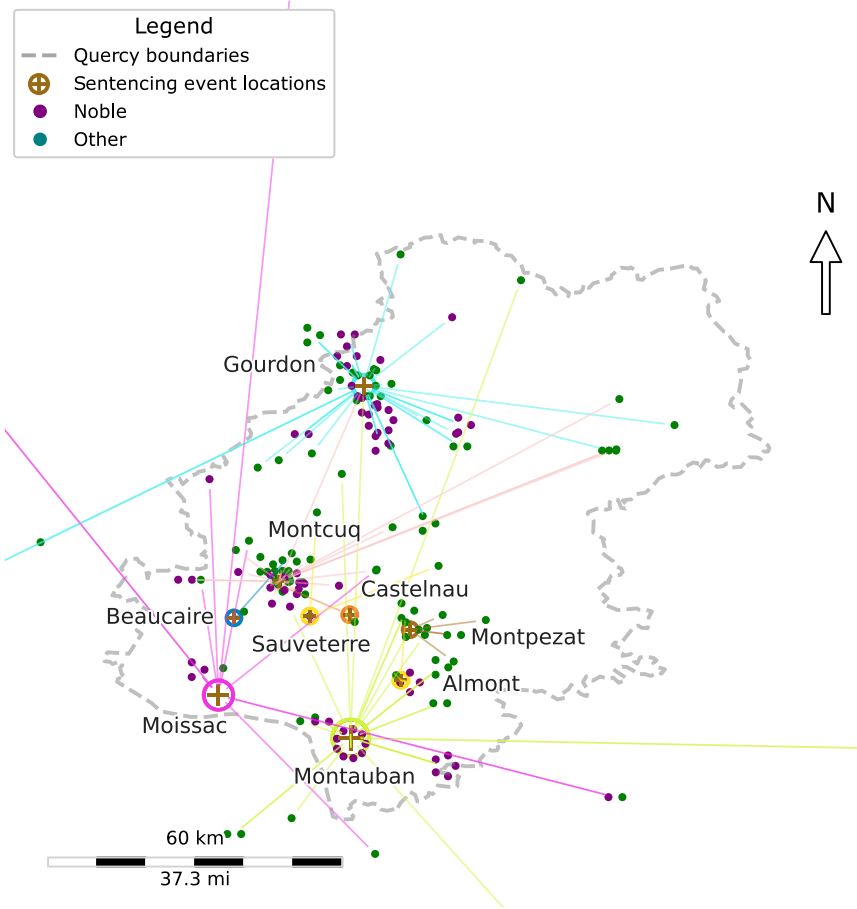 Legend
Quercy boundaries
Sentencing event locations
Noble
Other
N
Gourdon
Montcuq
Castelnau
Beaucaire
Sauveterre
Montpezat
Almont
Moissac
Montauban
60 km
37.3 mi